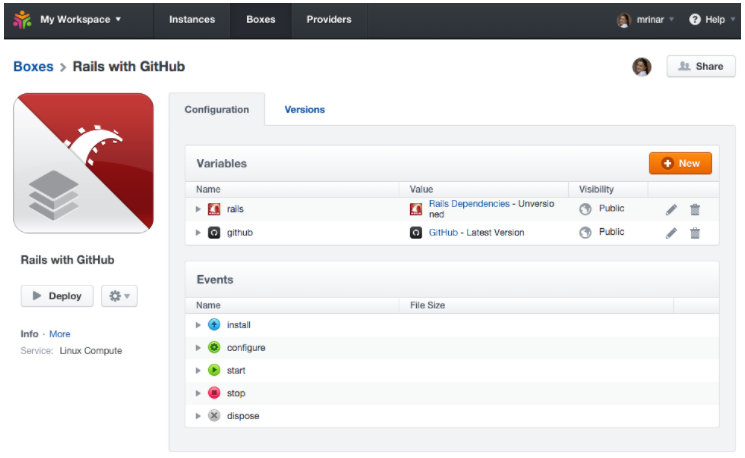 My Workspace Instances Boxes Providers mrinar Help
Boxes > Rails with GitHub
Share
Configuration Versions
Variables
New
Name Value Visibility
rails Rails Dependencies - Unversio
ned Public
github GitHub - Latest Version Public
Rails with GitHub
Deploy
Info - More
Service: Linux Compute
Events
Name File Size
install
configure
start
stop
dispose